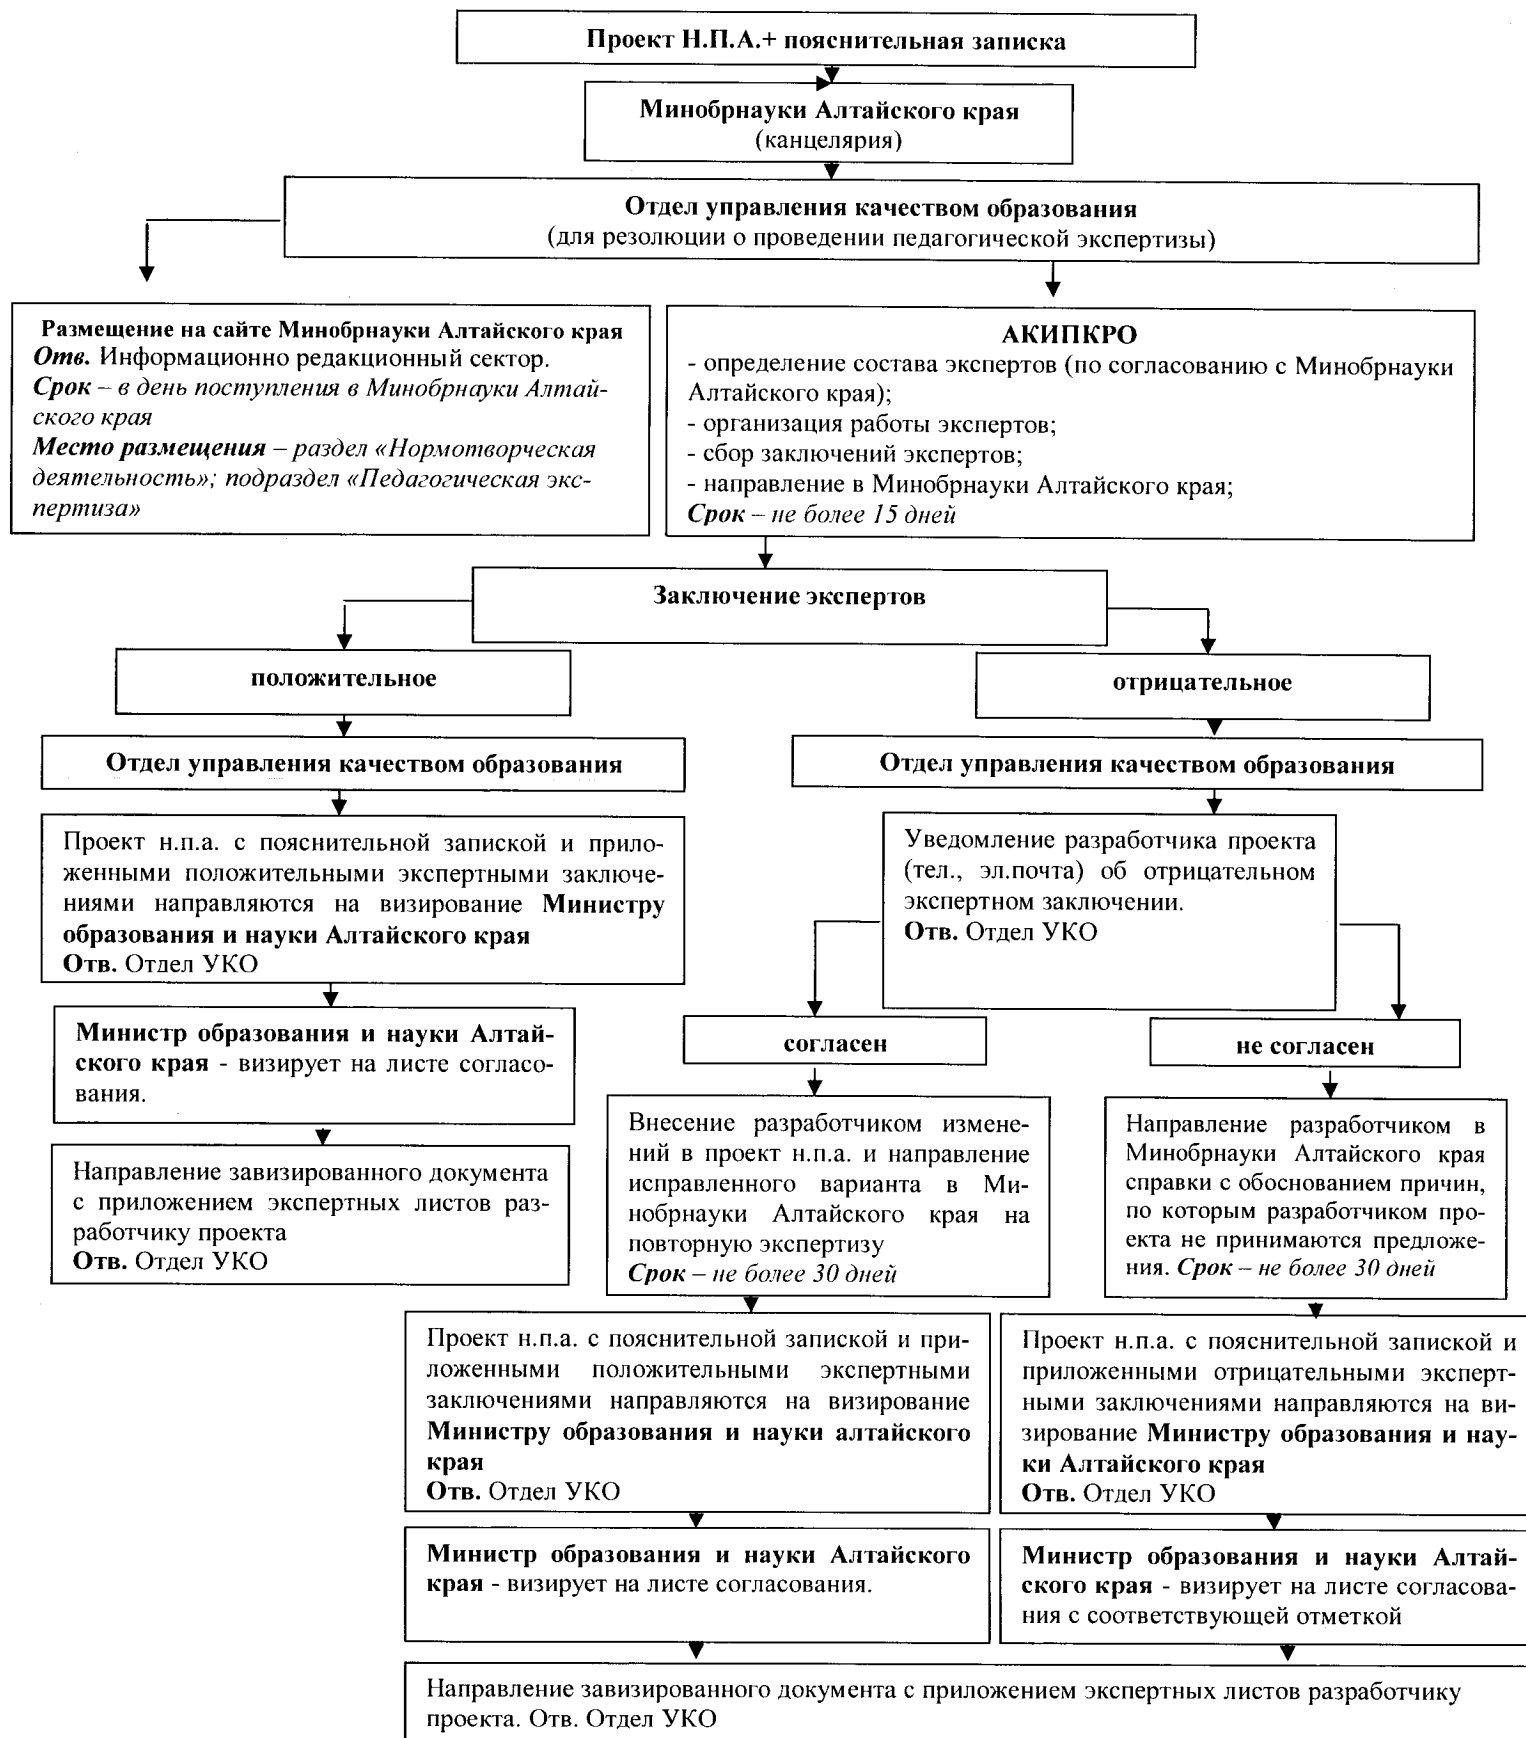 Проект Н.П.А.+ пояснительная записка
Минобрнауки Алтайского края
(канцелярия)
Отдел управления качеством образования
(для резолюции о проведении педагогической экспертизы)
Размещение на сайте Минобрнауки Алтайского края
Отв. Информационно редакционный сектор.
Срок – в день поступления в Минобрнауки Алтай-
ского края
Место размещения – раздел «Нормотворческая
деятельность»; подраздел «Педагогическая экс-
пертиза»
АКИПКРО
- определение состава экспертов (по согласованию с Минобрнауки
Алтайского края);
- организация работы экспертов;
- сбор заключений экспертов;
- направление в Минобрнауки Алтайского края;
Срок – не более 15 дней
Заключение экспертов
положительное
отрицательное
Отдел управления качеством образования
Отдел управления качеством образования
Проект н.п.а. с пояснительной запиской и прило-
женными положительными экспертными заключе-
ниями направляются на визирование Министру
образования и науки Алтайского края
Отв. Отдел УКО
Уведомление разработчика проекта
(тел., эл.почта) об отрицательном
экспертном заключении.
Отв. Отдел УКО
Министр образования и науки Алтай-
ского края - визирует на листе согласо-
вания.
согласен
не согласен
Направление завизированного документа
с приложением экспертных листов раз-
работчику проекта
Отв. Отдел УКО
Внесение разработчиком измене-
ний в проект н.п.а. и направление
исправленного варианта в Ми-
нобрнауки Алтайского края на
повторную экспертизу
Срок – не более 30 дней
Направление разработчиком в
Минобрнауки Алтайского края
справки с обоснованием причин,
по которым разработчиком про-
екта не принимаются предложе-
ния. Срок – не более 30 дней
Проект н.п.а. с пояснительной запиской и при-
ложенными положительными экспертными
заключениями направляются на визирование
Министру образования и науки алтайского
края
Отв. Отдел УКО
Проект н.п.а. с пояснительной запиской и
приложенными отрицательными эксперт-
ными заключениями направляются на ви-
зирование Министру образования и нау-
ки Алтайского края
Отв. Отдел УКО
Министр образования и науки Алтайского
края - визирует на листе согласования.
Министр образования и науки Алтай-
ского края - визирует на листе согласова-
ния с соответствующей отметкой
Направление завизированного документа с приложением экспертных листов разработчику
проекта. Отв. Отдел УКО